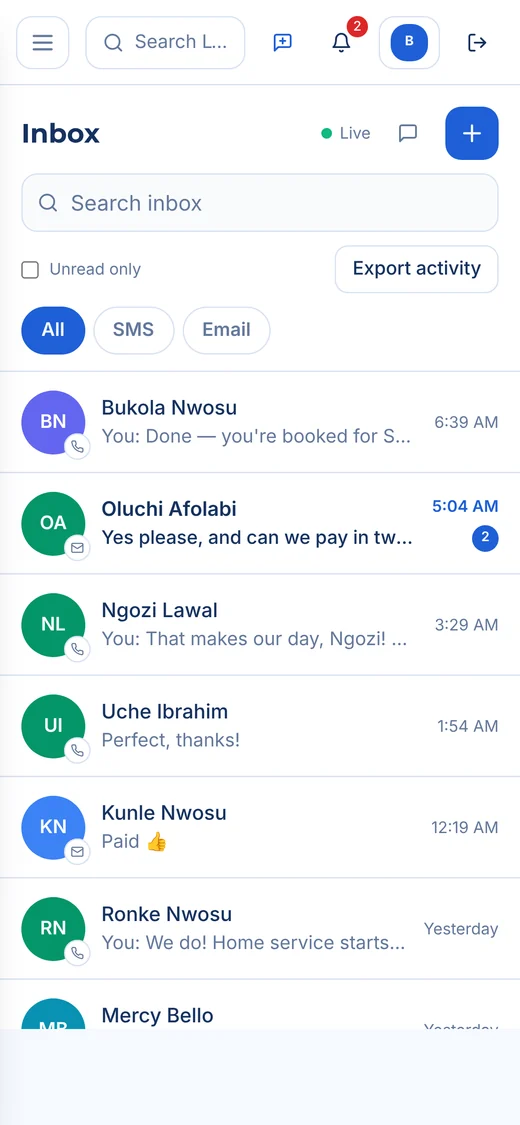 Search L...
2
B
Inbox
Live
Search inbox
Unread only
Export activity
All
SMS
Email
BN
Bukola Nwosu
6:39 AM
You: Done — you're booked for S...
OA
Oluchi Afolabi
5:04 AM
Yes please, and can we pay in tw...
2
NL
Ngozi Lawal
3:29 AM
You: That makes our day, Ngozi! ...
UI
Uche Ibrahim
1:54 AM
Perfect, thanks!
KN
Kunle Nwosu
12:19 AM
Paid 👍
RN
Ronke Nwosu
Yesterday
You: We do! Home service starts...
MB
Mercy Bello
Yesterday